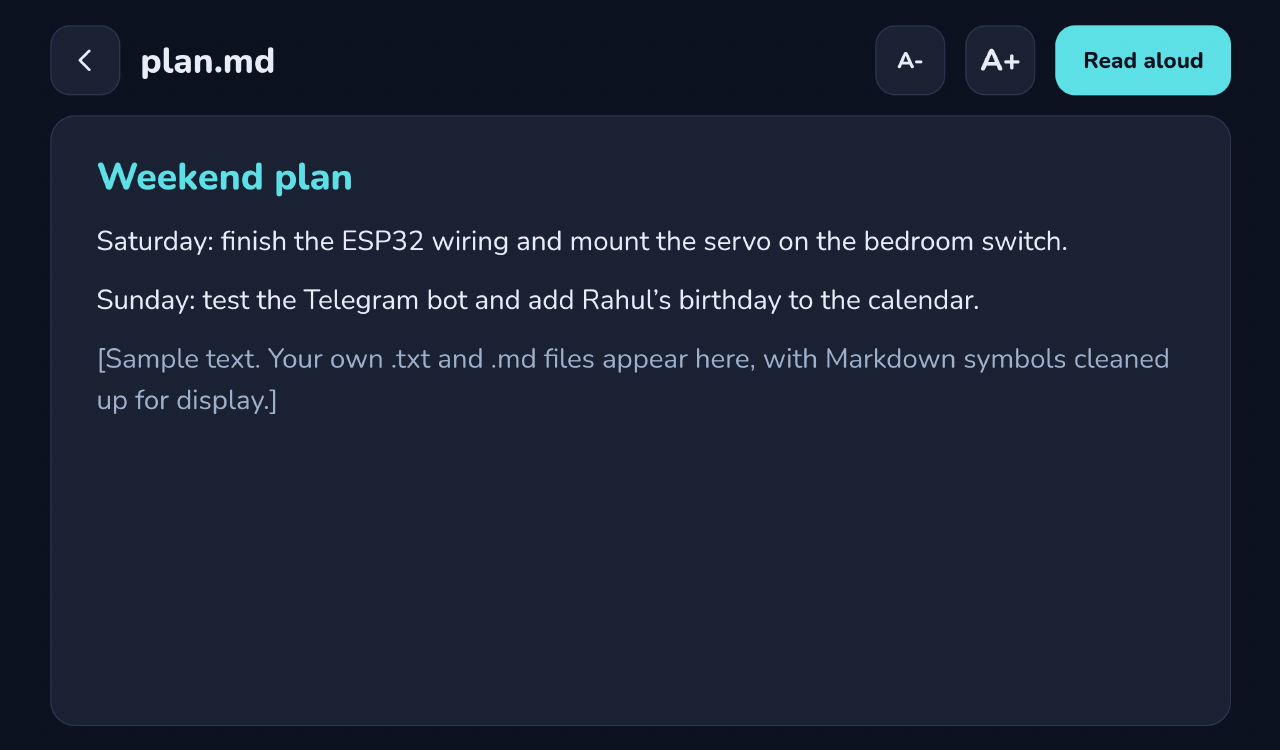 plan.md
A-
A+
Read aloud
Weekend plan
Saturday: finish the ESP32 wiring and mount the servo on the bedroom switch.
Sunday: test the Telegram bot and add Rahul’s birthday to the calendar.
[Sample text. Your own .txt and .md files appear here, with Markdown symbols cleaned
up for display.]